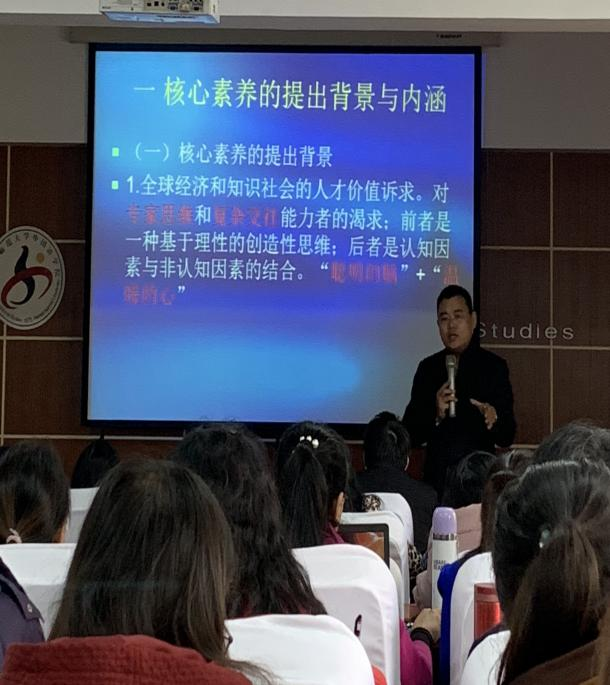 一 核心素养的提出背景与内涵
（一）核心素养的提出背景
1.全球经济和知识社会的人才价值诉求。对
专家思维和复杂交往能力者的渴求；前者是
一种基于理性的创造性思维；后者是认知因
素与非认知因素的结合。“聪明的脑”+“温
暖的心”
Studies